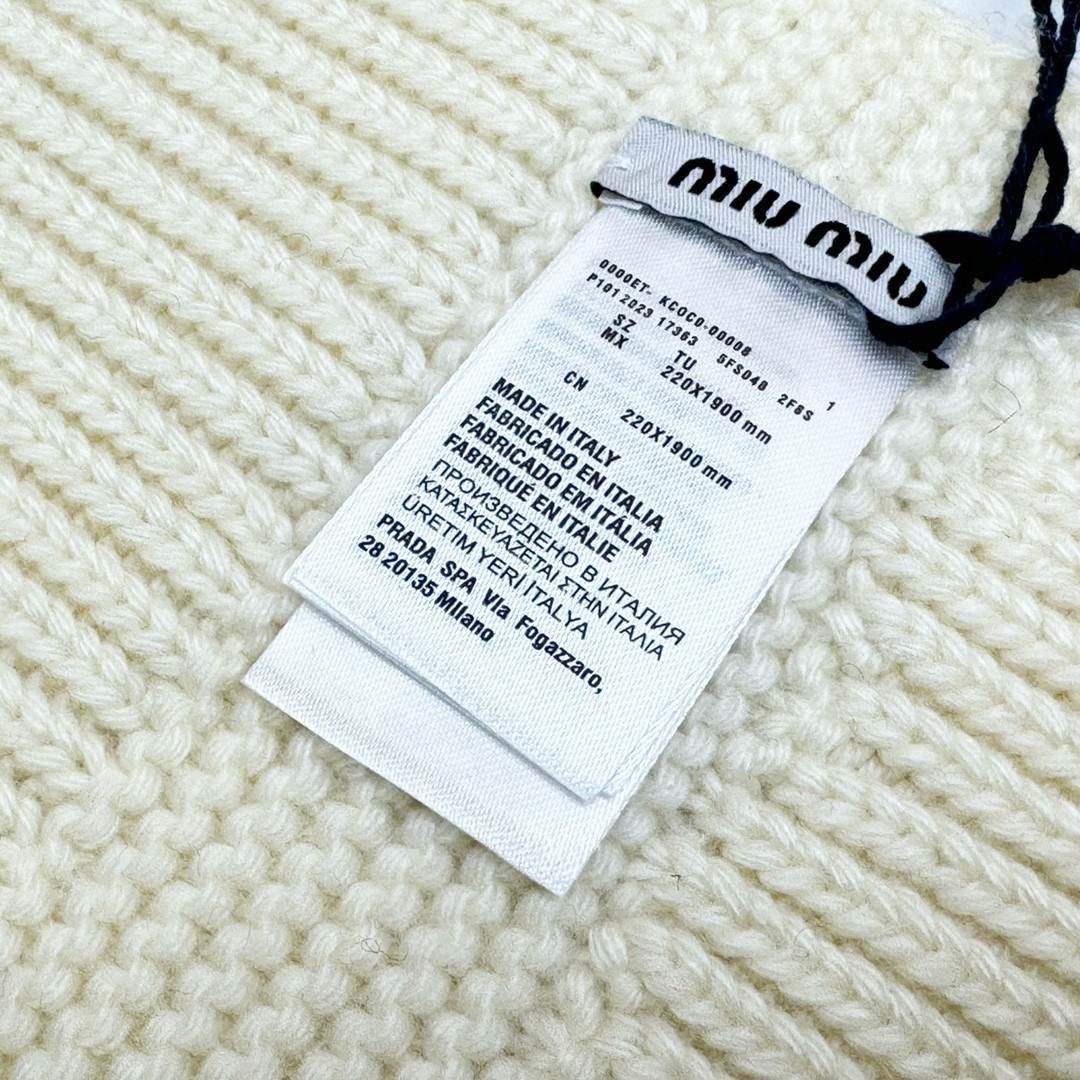 MIU MIU
0000ET- KCOC0-00008
P101 2023 17363 5FS048 2F8S 1
SZ TU
MX 220X1900 mm
CN 220X1900 mm
MADE IN ITALY
FABRICADO EN ITALIA
FABRICADO EM ITÁLIA
FABRIQUÉ EN ITALIE
ПРОИЗВЕДЕНО В ИТАЛИЯ
ΚΑΤΑΣΚΕΥΑΖΕΤΑΙ ΣΤΗΝ ΙΤΑΛΙΑ
ÜRETIM YERI İTALYA
PRADA SPA VIa Fogazzaro,
28 20135 MIlano